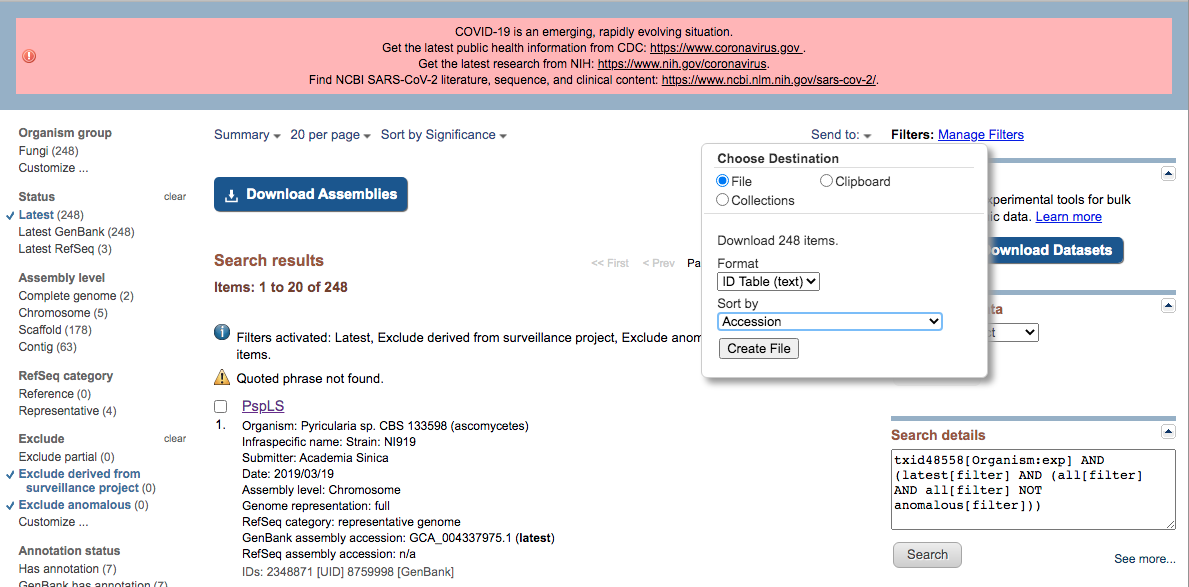 COVID-19 is an emerging, rapidly evolving situation.
Get the latest public health information from CDC: https://www.coronavirus.gov .
Get the latest research from NIH: https://www.nih.gov/coronavirus.
Find NCBI SARS-CoV-2 literature, sequence, and clinical content: https://www.ncbi.nlm.nih.gov/sars-cov-2/.
Organism group
Fungi (248)
Customize ...
Status clear
Latest (248)
Latest GenBank (248)
Latest RefSeq (3)
Assembly level
Complete genome (2)
Chromosome (5)
Scaffold (178)
Contig (63)
RefSeq category
Reference (0)
Representative (4)
Exclude clear
Exclude partial (0)
Exclude derived from
surveillance project (0)
Exclude anomalous (0)
Customize ...
Annotation status
Has annotation (7)
GenBank has annotation (7)
Summary 20 per page Sort by Significance Send to:
Download Assemblies
Search results
<< First < Prev Pa
Items: 1 to 20 of 248
Filters activated: Latest, Exclude derived from surveillance project, Exclude anom
items.
Quoted phrase not found.
PspLS
1.
Organism: Pyricularia sp. CBS 133598 (ascomycetes)
Infraspecific name: Strain: NI919
Submitter: Academia Sinica
Date: 2019/03/19
Assembly level: Chromosome
Genome representation: full
RefSeq category: representative genome
GenBank assembly accession: GCA_004337975.1 (latest)
RefSeq assembly accession: n/a
IDs: 2348871 [UID] 8759998 [GenBank]
Choose Destination
File Clipboard
Collections
Download 248 items.
Format
ID Table (text)
Sort by
Accession
Create File
Filters: Manage Filters
xperimental tools for bulk
ic data. Learn more
ownload Datasets
ta
t
Search details
txid48558[Organism:exp] AND
(latest[filter] AND (all[filter]
AND all[filter] NOT
anomalous[filter]))
Search
See more...